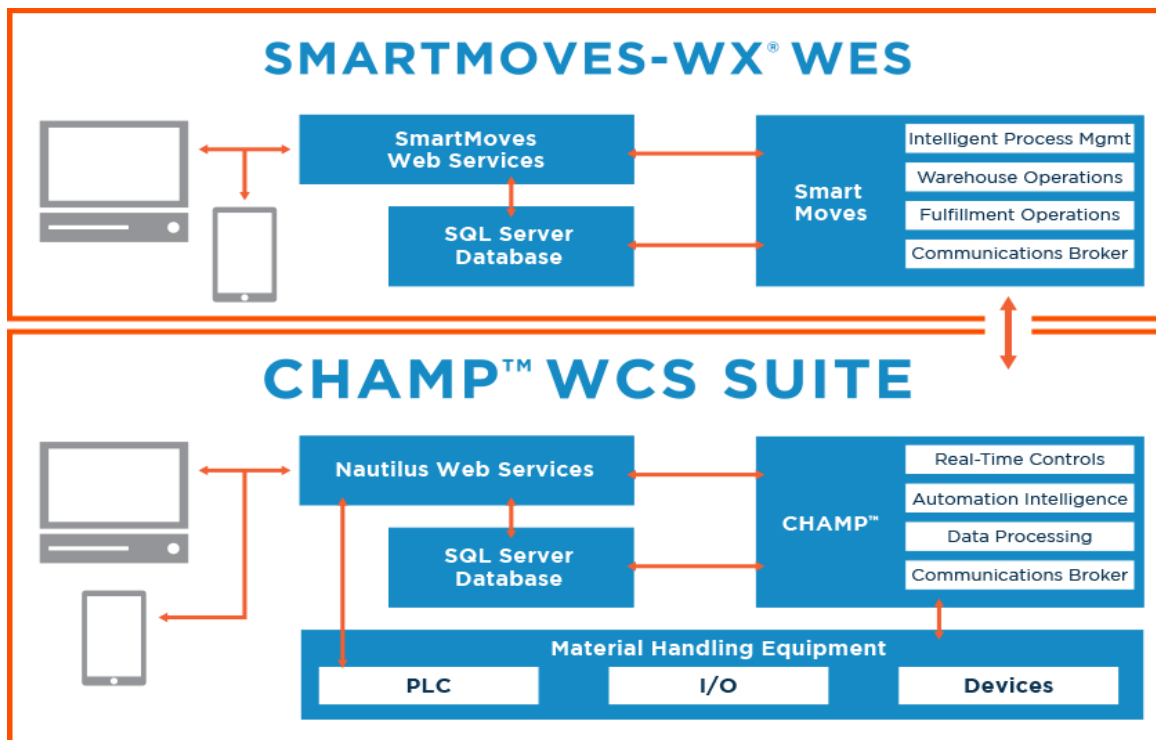 SMARTMOVES-WX® WES
SmartMoves
Web Services
SQL Server
Database
Smart
Moves
Intelligent Process Mgmt
Warehouse Operations
Fulfillment Operations
Communications Broker
CHAMP™ WCS SUITE
Nautilus Web Services
SQL Server
Database
CHAMP™
Real-Time Controls
Automation Intelligence
Data Processing
Communications Broker
Material Handling Equipment
PLC
I/O
Devices